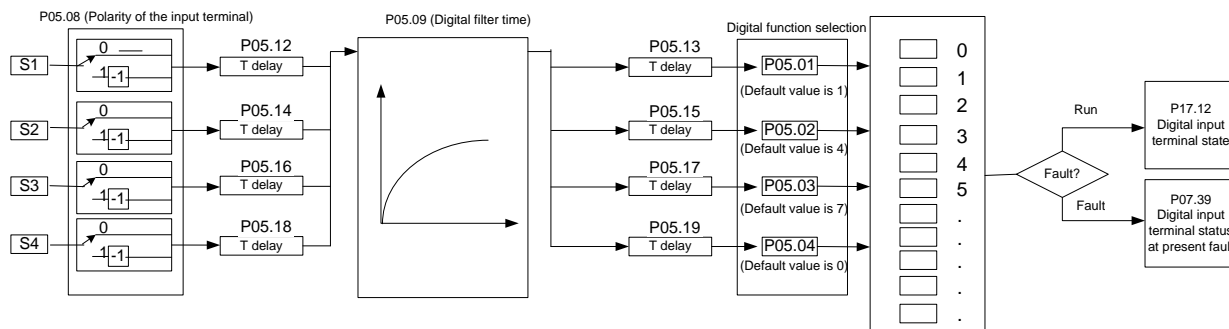 P05.08 (Polarity of the input terminal)
P05.09 (Digital filter time)
Digital function selection
S1
0
1
-1
P05.12
T delay
P05.13
T delay
P05.01
(Default value is 1)
S2
0
1
-1
P05.14
T delay
P05.15
T delay
P05.02
(Default value is 4)
S3
0
1
-1
P05.16
T delay
P05.17
T delay
P05.03
(Default value is 7)
S4
0
1
-1
P05.18
T delay
P05.19
T delay
P05.04
(Default value is 0)
0
1
2
3
4
5
.
.
.
.
.
Fault?
Run
Fault
P17.12
Digital input
terminal state
P07.39
Digital input
terminal status
at present fault